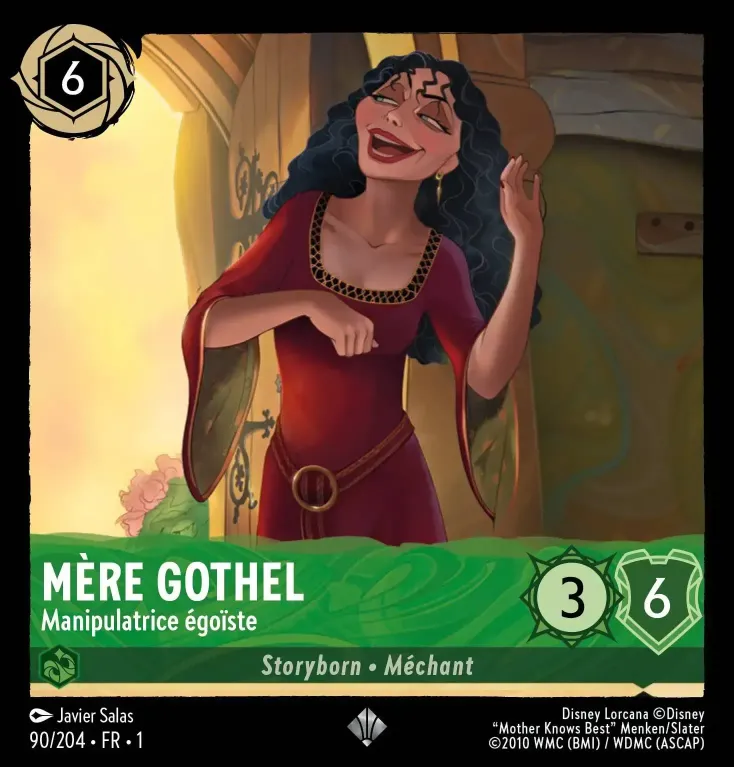 6
MÈRE GOTHEL
Manipulatrice égoïste
3
6
Storyborn • Méchant
Javier Salas
90/204 • FR • 1
Disney Lorcana ©Disney
“Mother Knows Best” Menken/Slater
©2010 WMC (BMI) / WDMC (ASCAP)